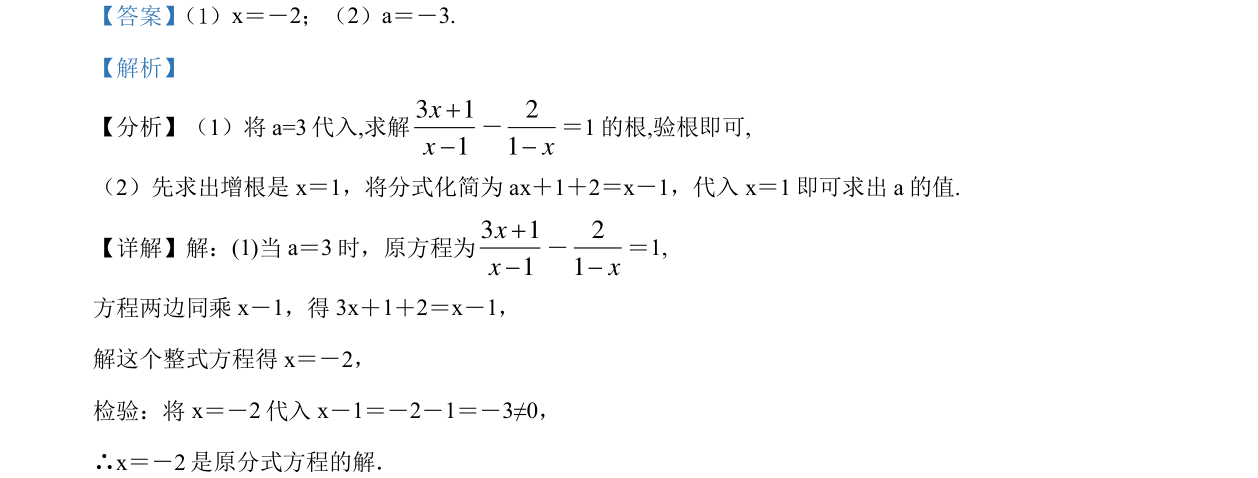 【答案】(1) x＝－2; (2) a＝－3.
【解析】
【分析】(1) 将 a=3 代入,求解 \frac{3x+1}{x-1} － \frac{2}{1-x} ＝1 的根,验根即可,
(2) 先求出增根是 x＝1，将分式化简为 ax＋1＋2＝x－1，代入 x＝1 即可求出 a 的值.
【详解】解：(1)当 a＝3 时，原方程为 \frac{3x+1}{x-1} － \frac{2}{1-x} ＝1,
方程两边同乘 x－1，得 3x＋1＋2＝x－1，
解这个整式方程得 x＝－2，
检验：将 x＝－2 代入 x－1＝－2－1＝－3≠0，
∴x＝－2 是原分式方程的解．